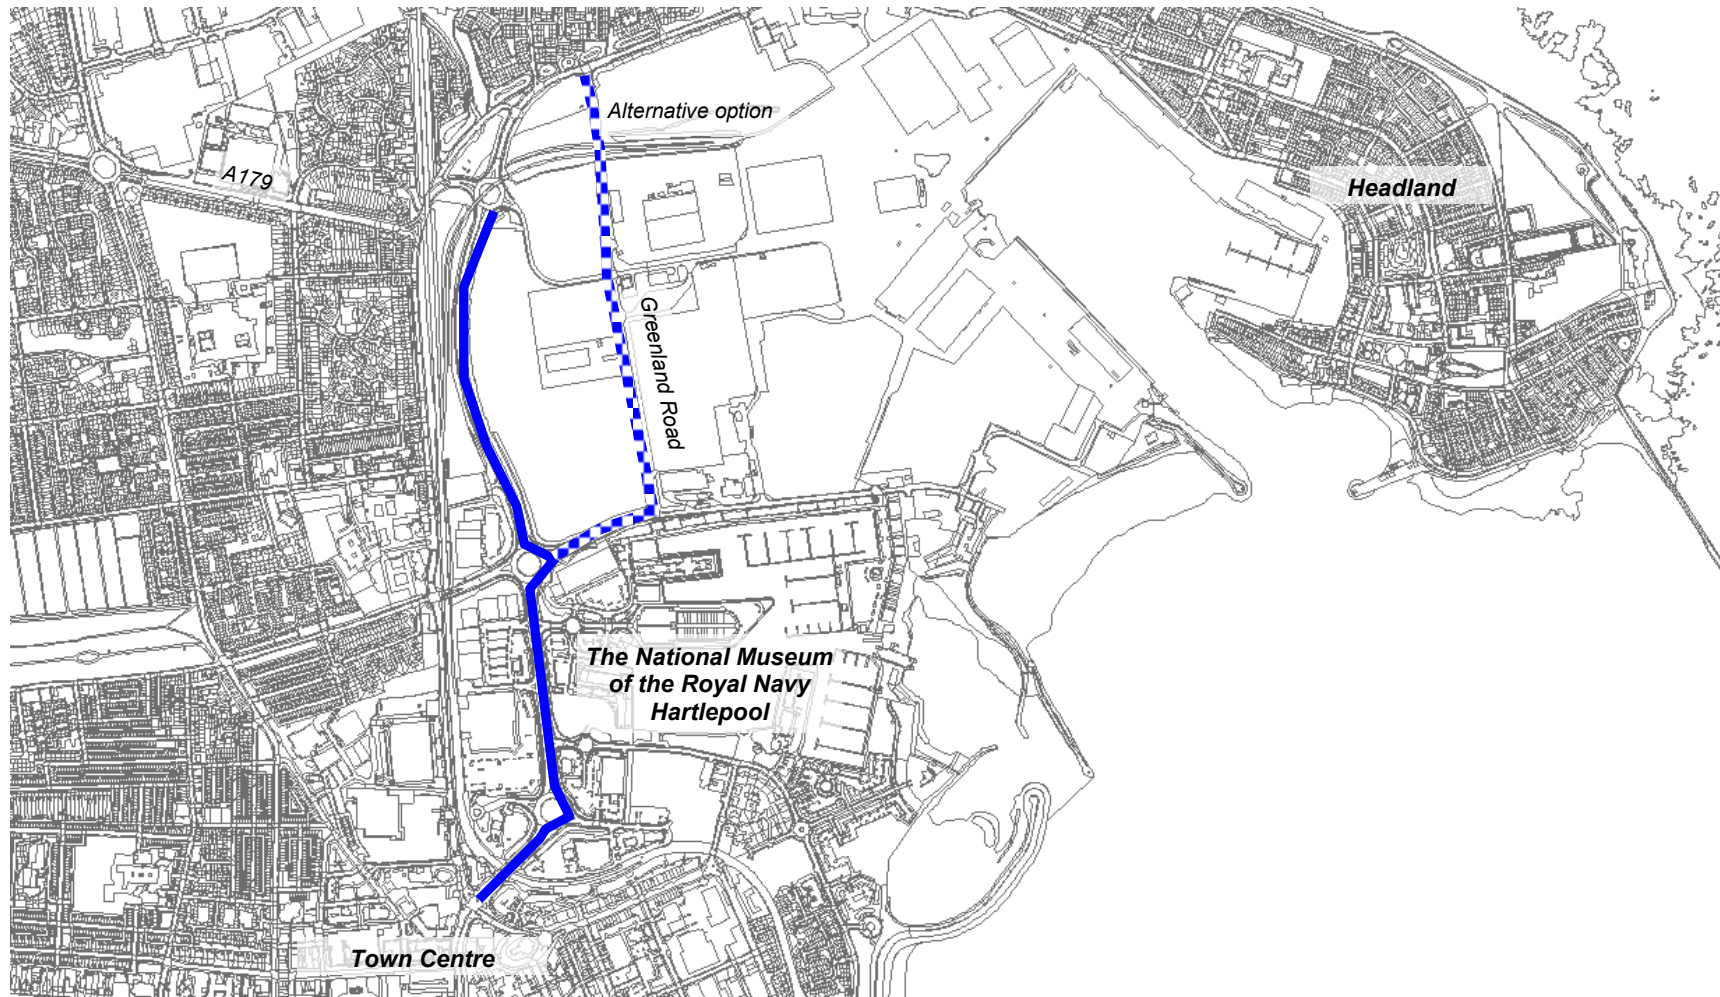 Alternative option
A179
Headland
Greenland Road
The National Museum
of the Royal Navy
Hartlepool
Town Centre